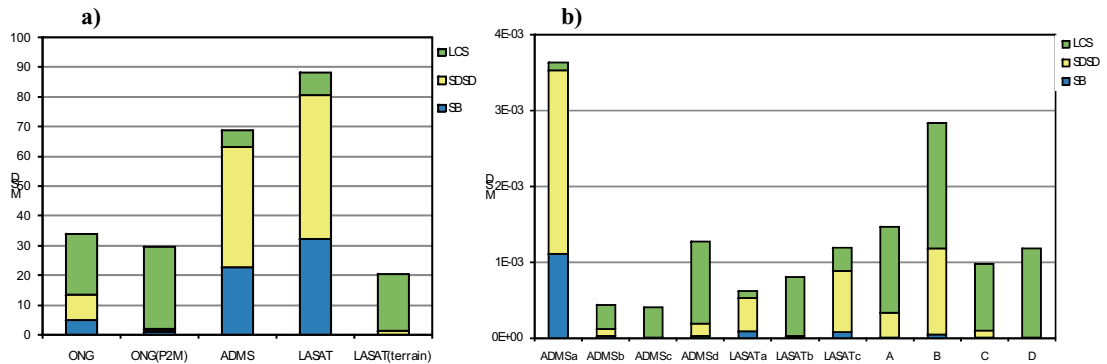 a)
100
90
80
70
60
50
40
30
20
10
0
MSD
ONG
ONG(P2M)
ADMS
LASAT
LASAT(terrain)
LCS
SDSD
SB
b)
4E-03
3E-03
2E-03
1E-03
0E+00
MSD
ADMSa
ADMSb
ADMSc
ADMSd
LASATa
LASATb
LASATc
A
B
C
D
LCS
SDSD
SB